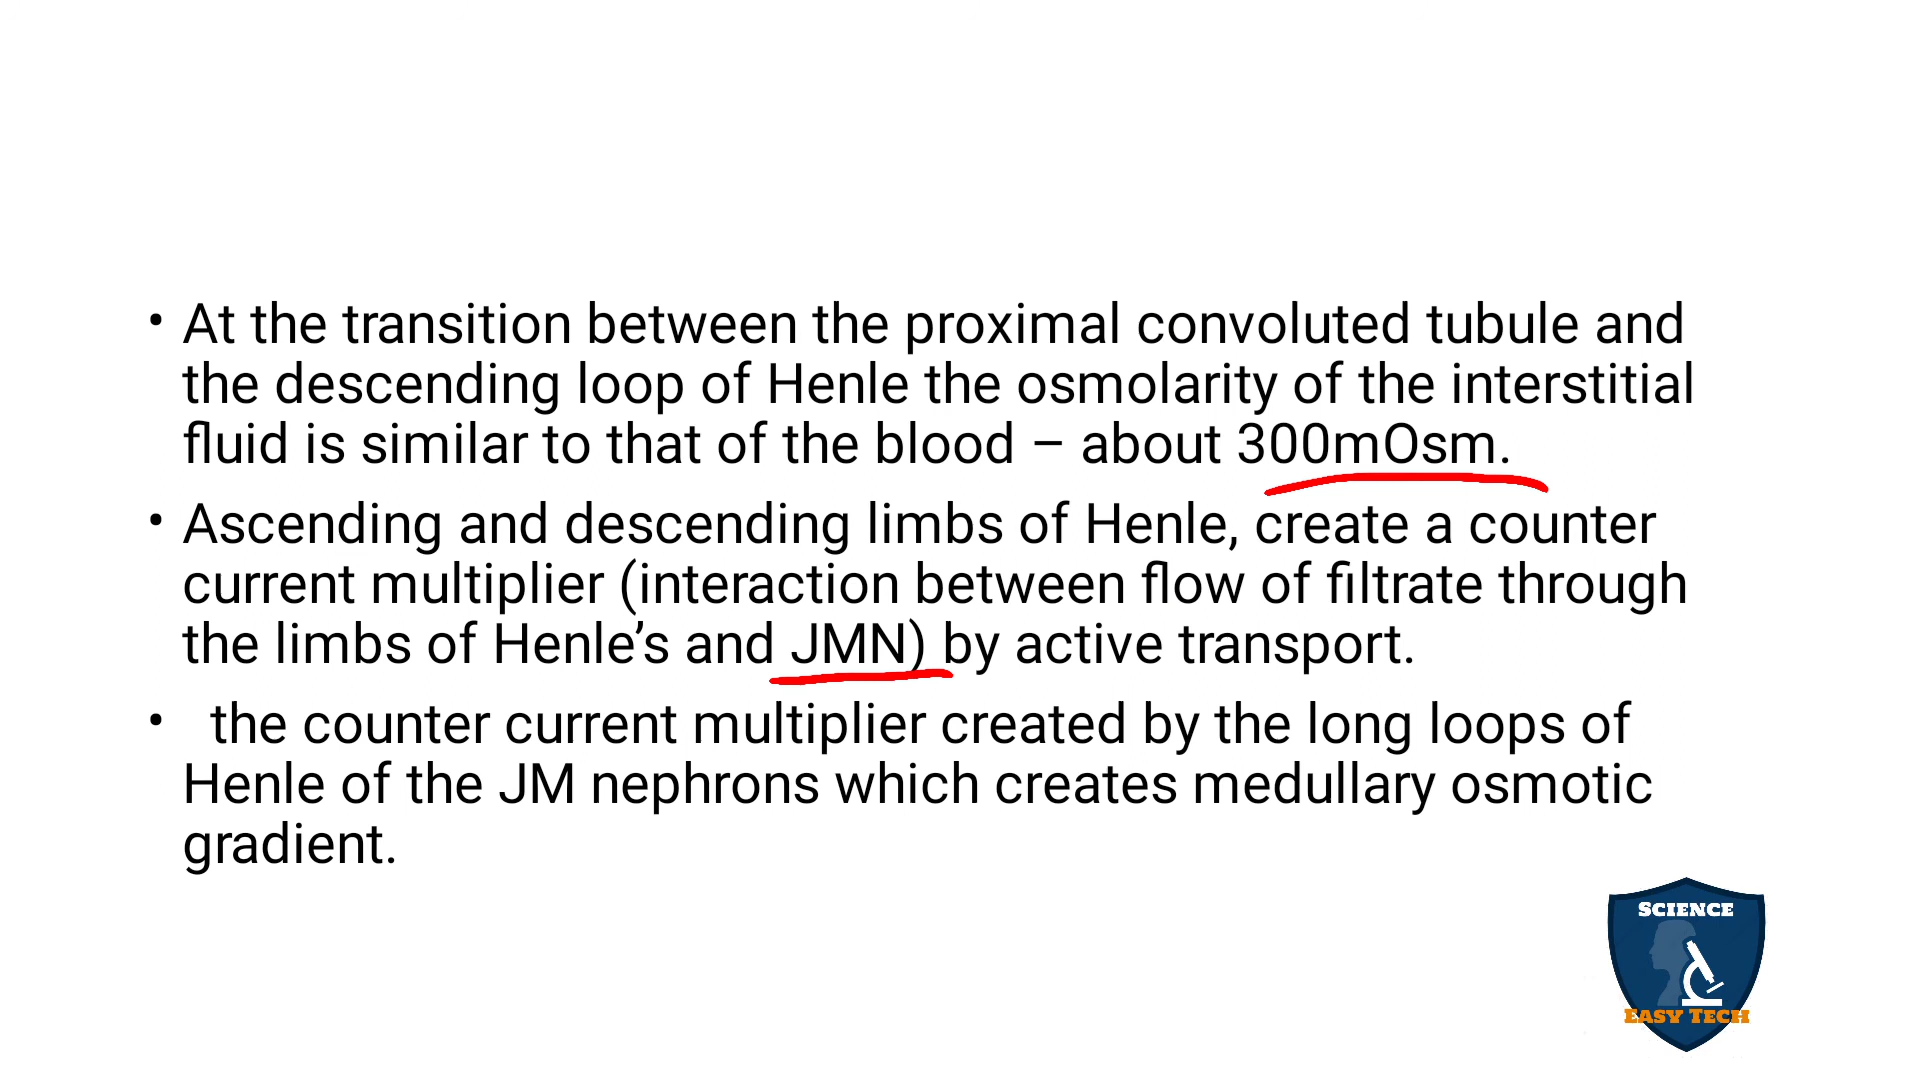 • At the transition between the proximal convoluted tubule and
the descending loop of Henle the osmolarity of the interstitial
fluid is similar to that of the blood – about 300mOsm.
• Ascending and descending limbs of Henle, create a counter
current multiplier (interaction between flow of filtrate through
the limbs of Henle’s and JMN) by active transport.
• the counter current multiplier created by the long loops of
Henle of the JM nephrons which creates medullary osmotic
gradient.
SCIENCE
EASY TECH